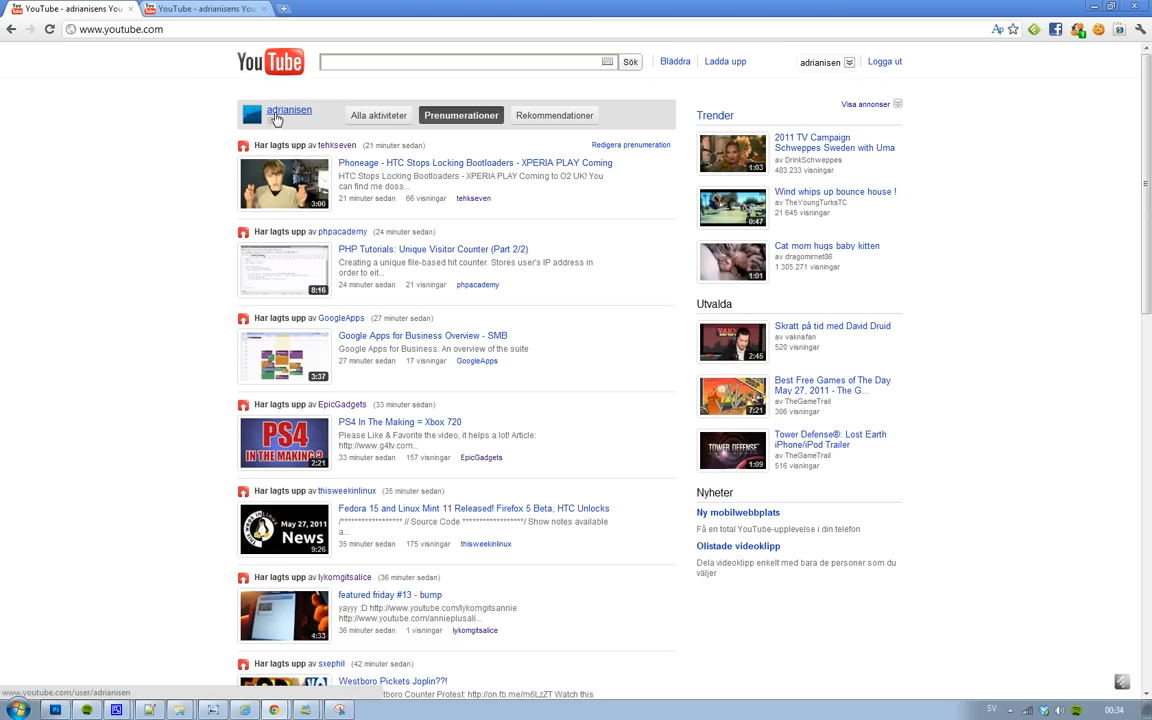 YouTube - adrianisens You
YouTube - adrianisens You
www.youtube.com
YouTube
Sök
Bläddra
Ladda upp
adrianisen
Logga ut
adrianisen
Alla aktiviteter
Prenumerationer
Rekommendationer
Visa annonser
Har lagts upp av tehkseven (21 minuter sedan)
Redigera prenumeration
3:00
Phoneage - HTC Stops Locking Bootloaders - XPERIA PLAY Coming
HTC Stops Locking Bootloaders - XPERIA PLAY Coming to O2 UK! You
can find me doss...
21 minuter sedan 66 visningar tehkseven
Har lagts upp av phpacademy (24 minuter sedan)
8:16
PHP Tutorials: Unique Visitor Counter (Part 2/2)
Creating a unique file-based hit counter. Stores user's IP address in
order to eit...
24 minuter sedan 21 visningar phpacademy
Har lagts upp av GoogleApps (27 minuter sedan)
3:37
Google Apps for Business Overview - SMB
Google Apps for Business: An overview of the suite
27 minuter sedan 17 visningar GoogleApps
Har lagts upp av EpicGadgets (33 minuter sedan)
PS4
IN THE MAKING?
2:21
PS4 In The Making = Xbox 720
Please Like & Favorite the video, it helps a lot! Article:
http://www.g4tv.com...
33 minuter sedan 157 visningar EpicGadgets
Har lagts upp av thisweekinlinux (35 minuter sedan)
May 27, 2011
News
9:26
Fedora 15 and Linux Mint 11 Released! Firefox 5 Beta, HTC Unlocks
/****************** // Source Code ******************/ Show notes available
a...
35 minuter sedan 175 visningar thisweekinlinux
Har lagts upp av lykomgitsalice (36 minuter sedan)
4:33
featured friday #13 - bump
yayyy :D http://www.youtube.com/lykomgitsannie
http://www.youtube.com/annieplusali...
36 minuter sedan 1 visningar lykomgitsalice
Har lagts upp av sxephil (42 minuter sedan)
Westboro Pickets Joplin??!
tboro Counter Protest: http://on.fb.me/m6LzZT Watch this
Trender
1:03
2011 TV Campaign
Schweppes Sweden with Uma
av DrinkSchweppes
483 233 visningar
0:47
Wind whips up bounce house !
av TheYoungTurksTC
21 645 visningar
1:01
Cat mom hugs baby kitten
av dragomirnet86
1 305 271 visningar
Utvalda
2:45
Skratt på tid med David Druid
av vaknafan
520 visningar
7:21
Best Free Games of The Day
May 27, 2011 - The G...
av TheGameTrail
306 visningar
TOWER DEFENSE
1:09
Tower Defense®: Lost Earth
iPhone/iPod Trailer
av TheGameTrail
516 visningar
Nyheter
Ny mobilwebbplats
Få en total YouTube-upplevelse i din telefon
Olistade videoklipp
Dela videoklipp enkelt med bara de personer som du
väljer
www.youtube.com/user/adrianisen
SV
00:34